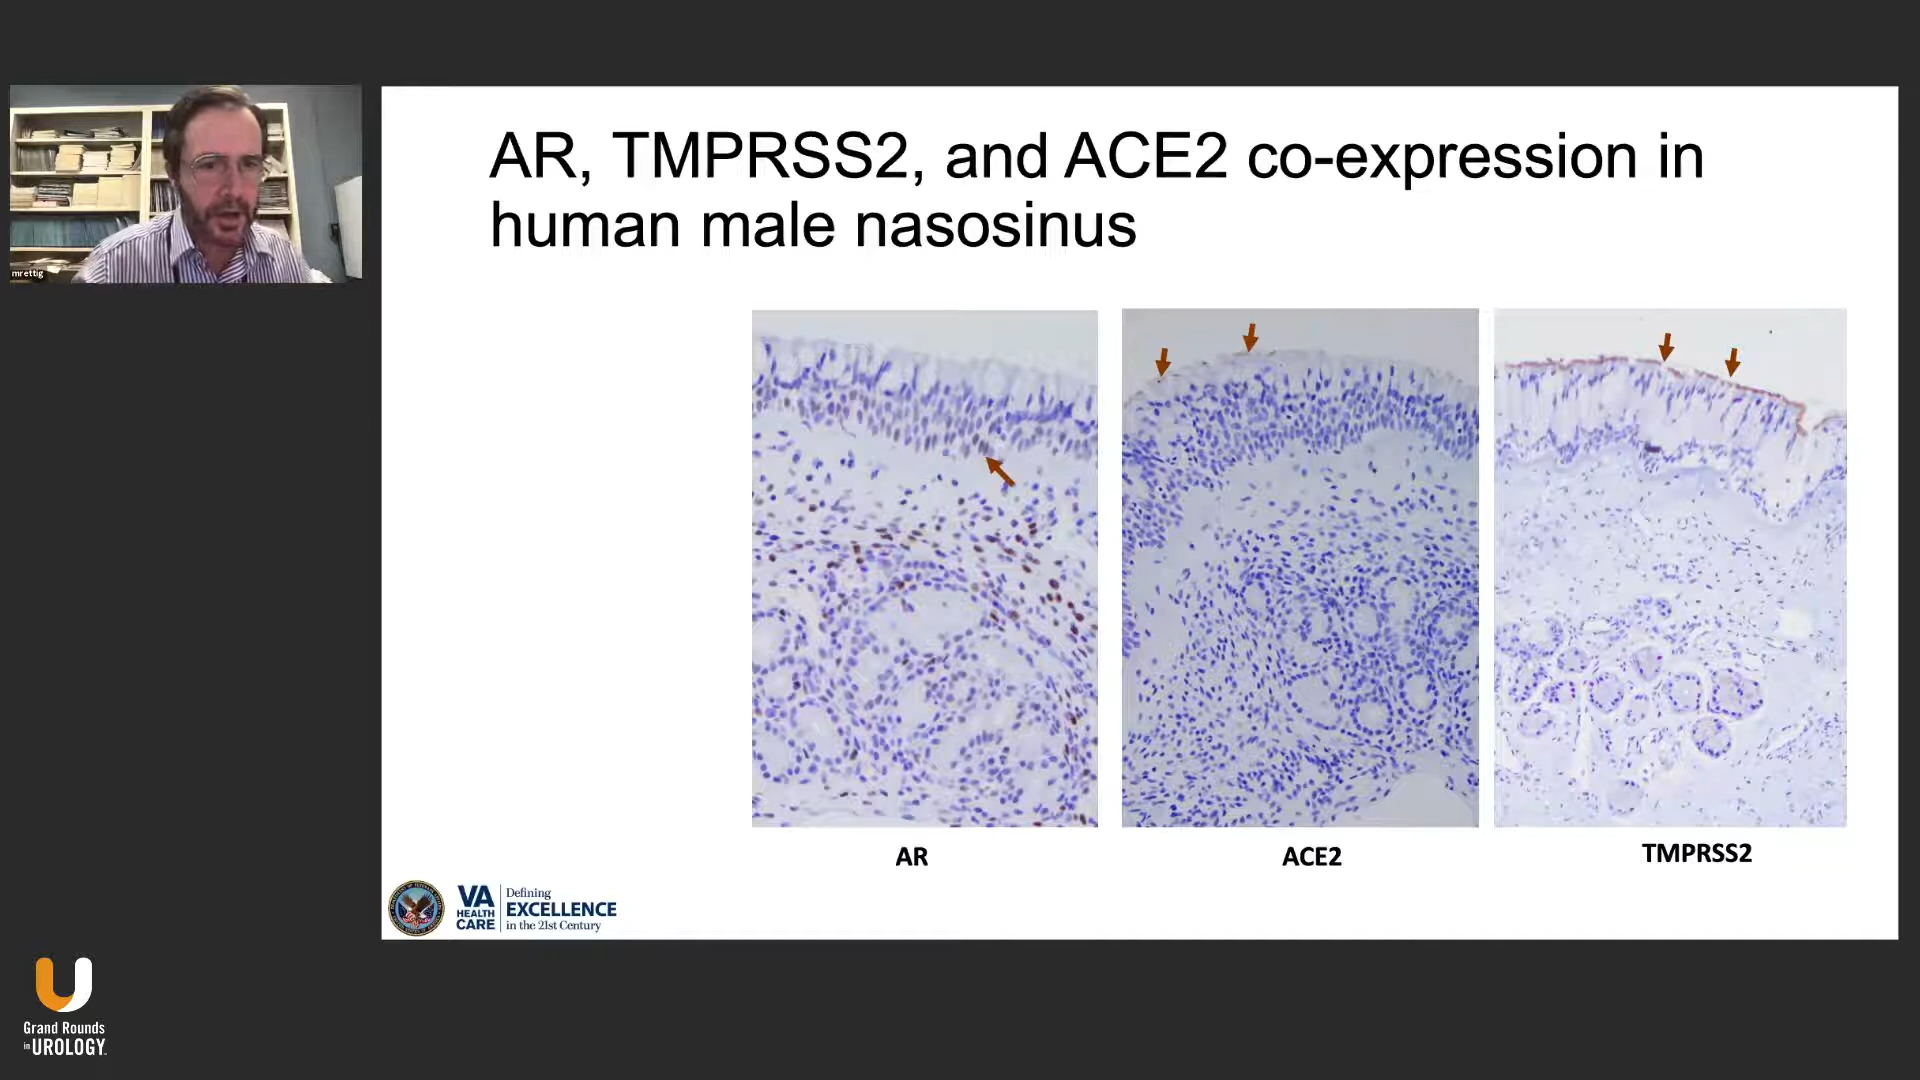 mrettig
AR, TMPRSS2, and ACE2 co-expression in
human male nasosinus
AR
ACE2
TMPRSS2
VA
HEALTH
CARE
Defining
EXCELLENCE
in the 21st Century
Grand Rounds
in UROLOGY